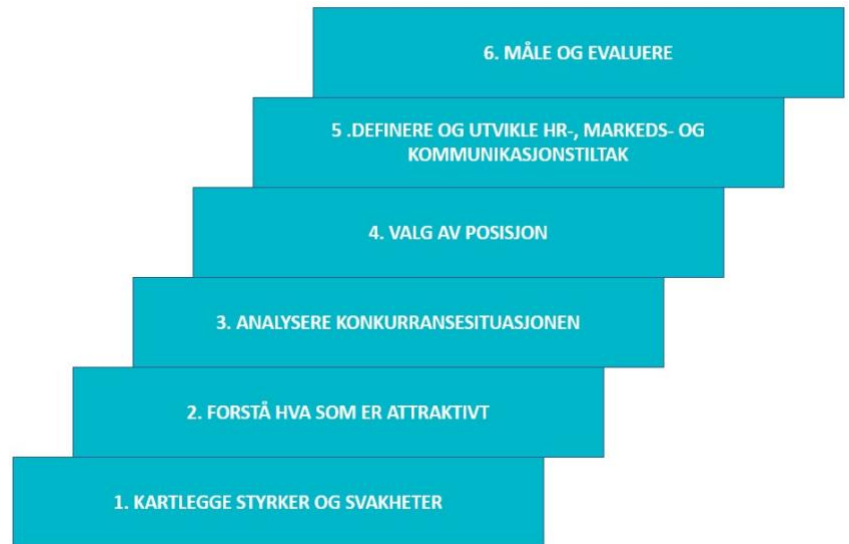 6. MÅLE OG EVALUERE
5 .DEFINERE OG UTVIKLE HR-, MARKEDS- OG
KOMMUNIKASJONSTILTAK
4. VALG AV POSISJON
3. ANALYSERE KONKURRANSESITUASJONEN
2. FORSTÅ HVA SOM ER ATTRAKTIVT
1. KARTLEGGE STYRKER OG SVAKHETER